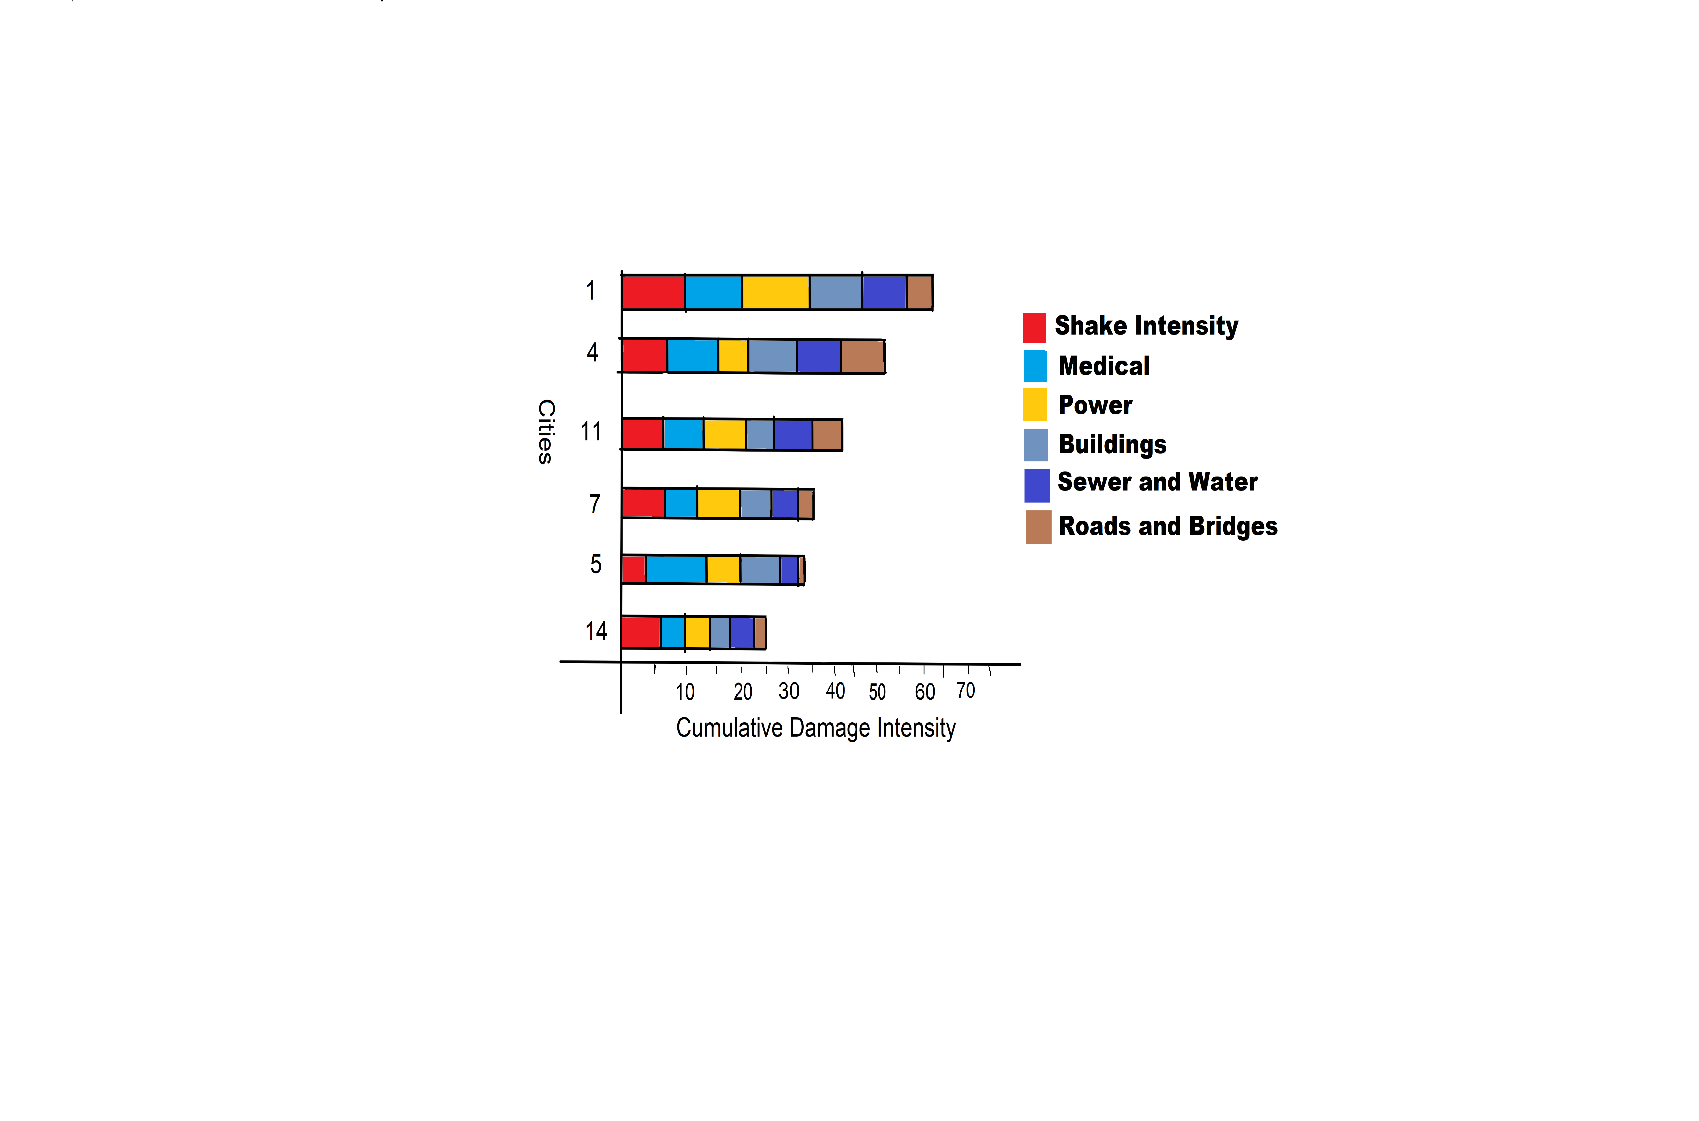 1
4
11
7
5
14
Cities
10 20 30 40 50 60 70
Cumulative Damage Intensity
Shake Intensity
Medical
Power
Buildings
Sewer and Water
Roads and Bridges